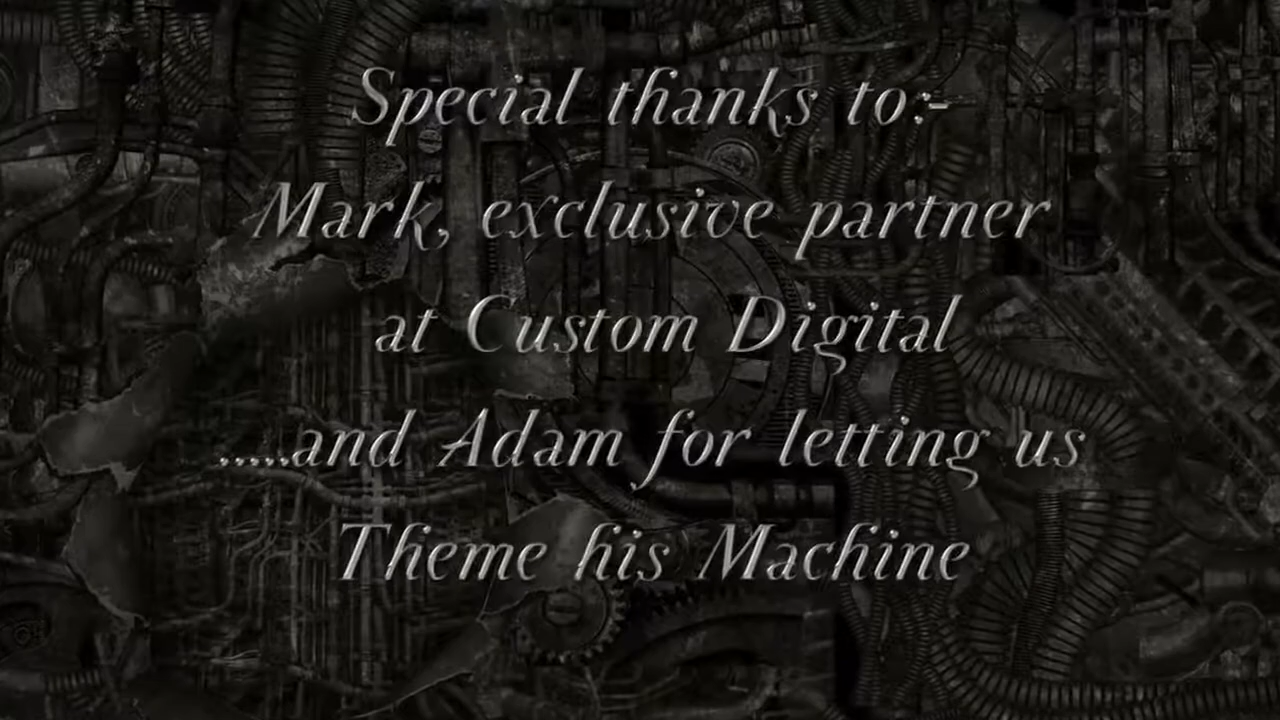 Special thanks to:-
Mark, exclusive partner
at Custom Digital
.....and Adam for letting us
Theme his Machine